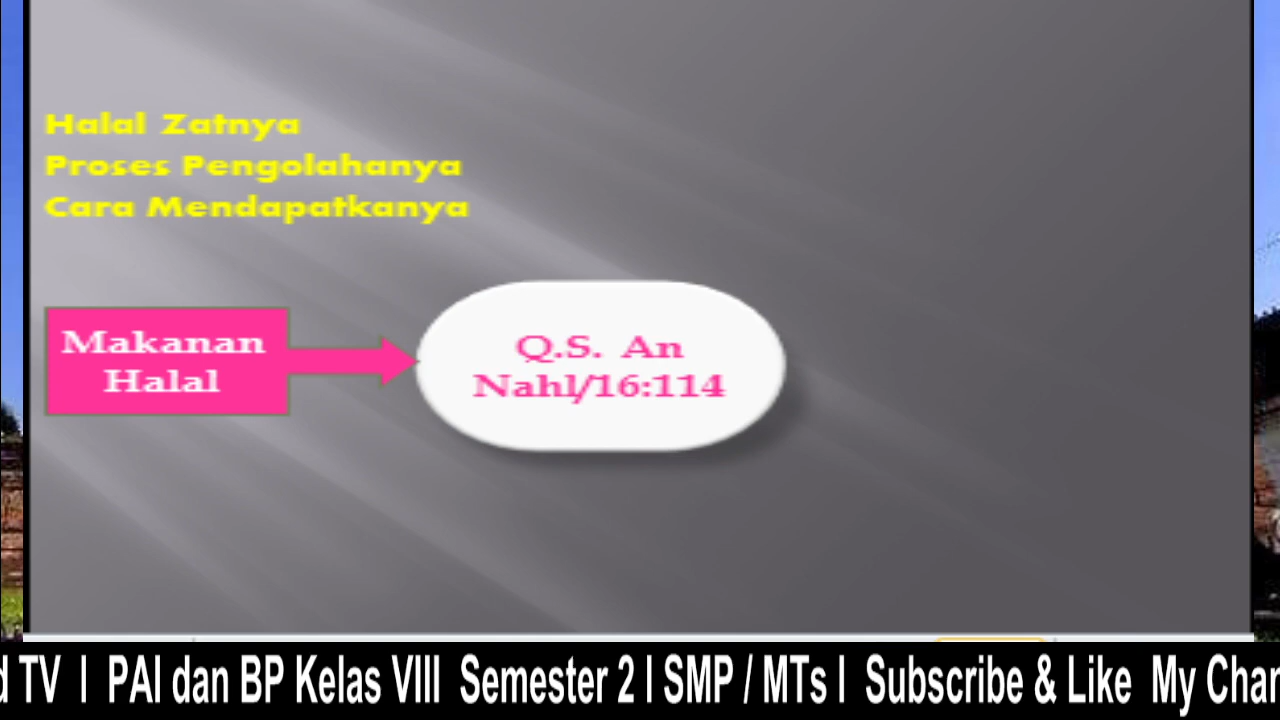 Halal Zatnya
Proses Pengolahanya
Cara Mendapatkanya
Makanan
Halal
Q.S. An
Nahl/16:114
TV I PAI dan BP Kelas VIII Semester 2 I SMP / MTs I Subscribe & Like My